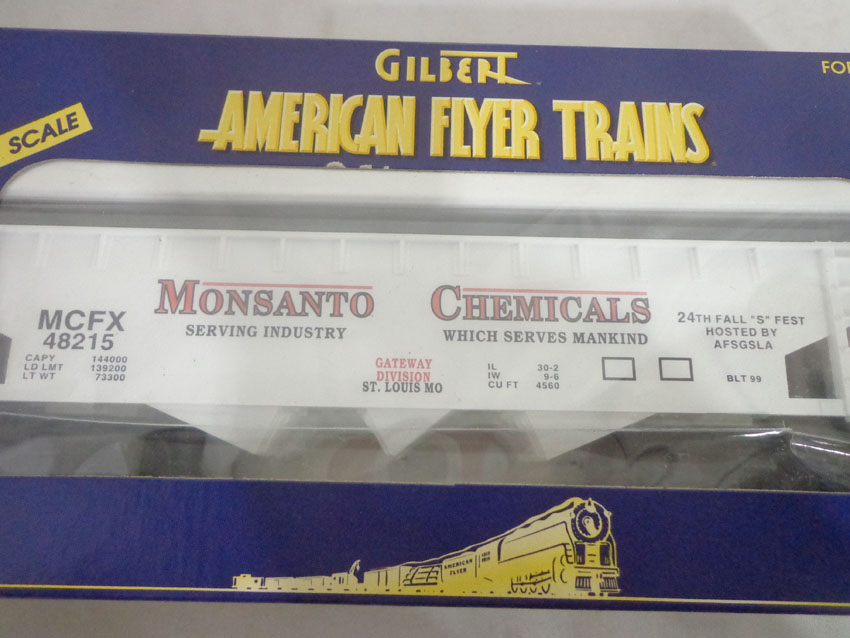 GILBERT
AMERICAN FLYER TRAINS
SCALE
MCFX
48215
CAPY 144000
LD LMT 139200
LT WT 73300
MONSANTO
SERVING INDUSTRY
CHEMICALS
WHICH SERVES MANKIND
GATEWAY
DIVISION
ST. LOUIS MO
IL 30-2
IW 9-6
CU FT 4560
24TH FALL "S" FEST
HOSTED BY
AFSGSLA
BLT 99
AMERICAN
FLYER